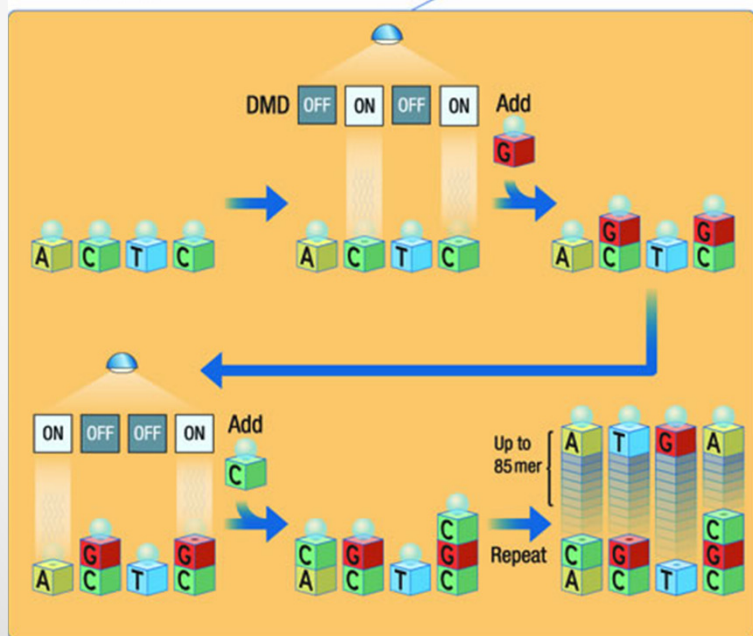 DMD OFF ON OFF ON Add
G
A C T C
A C T C
G G
A C T C
ON OFF OFF ON Add
C
G G
A C T C
C
C G G
A C T C
Repeat
Up to
85 mer
A T G A
C
C G G
A C T C